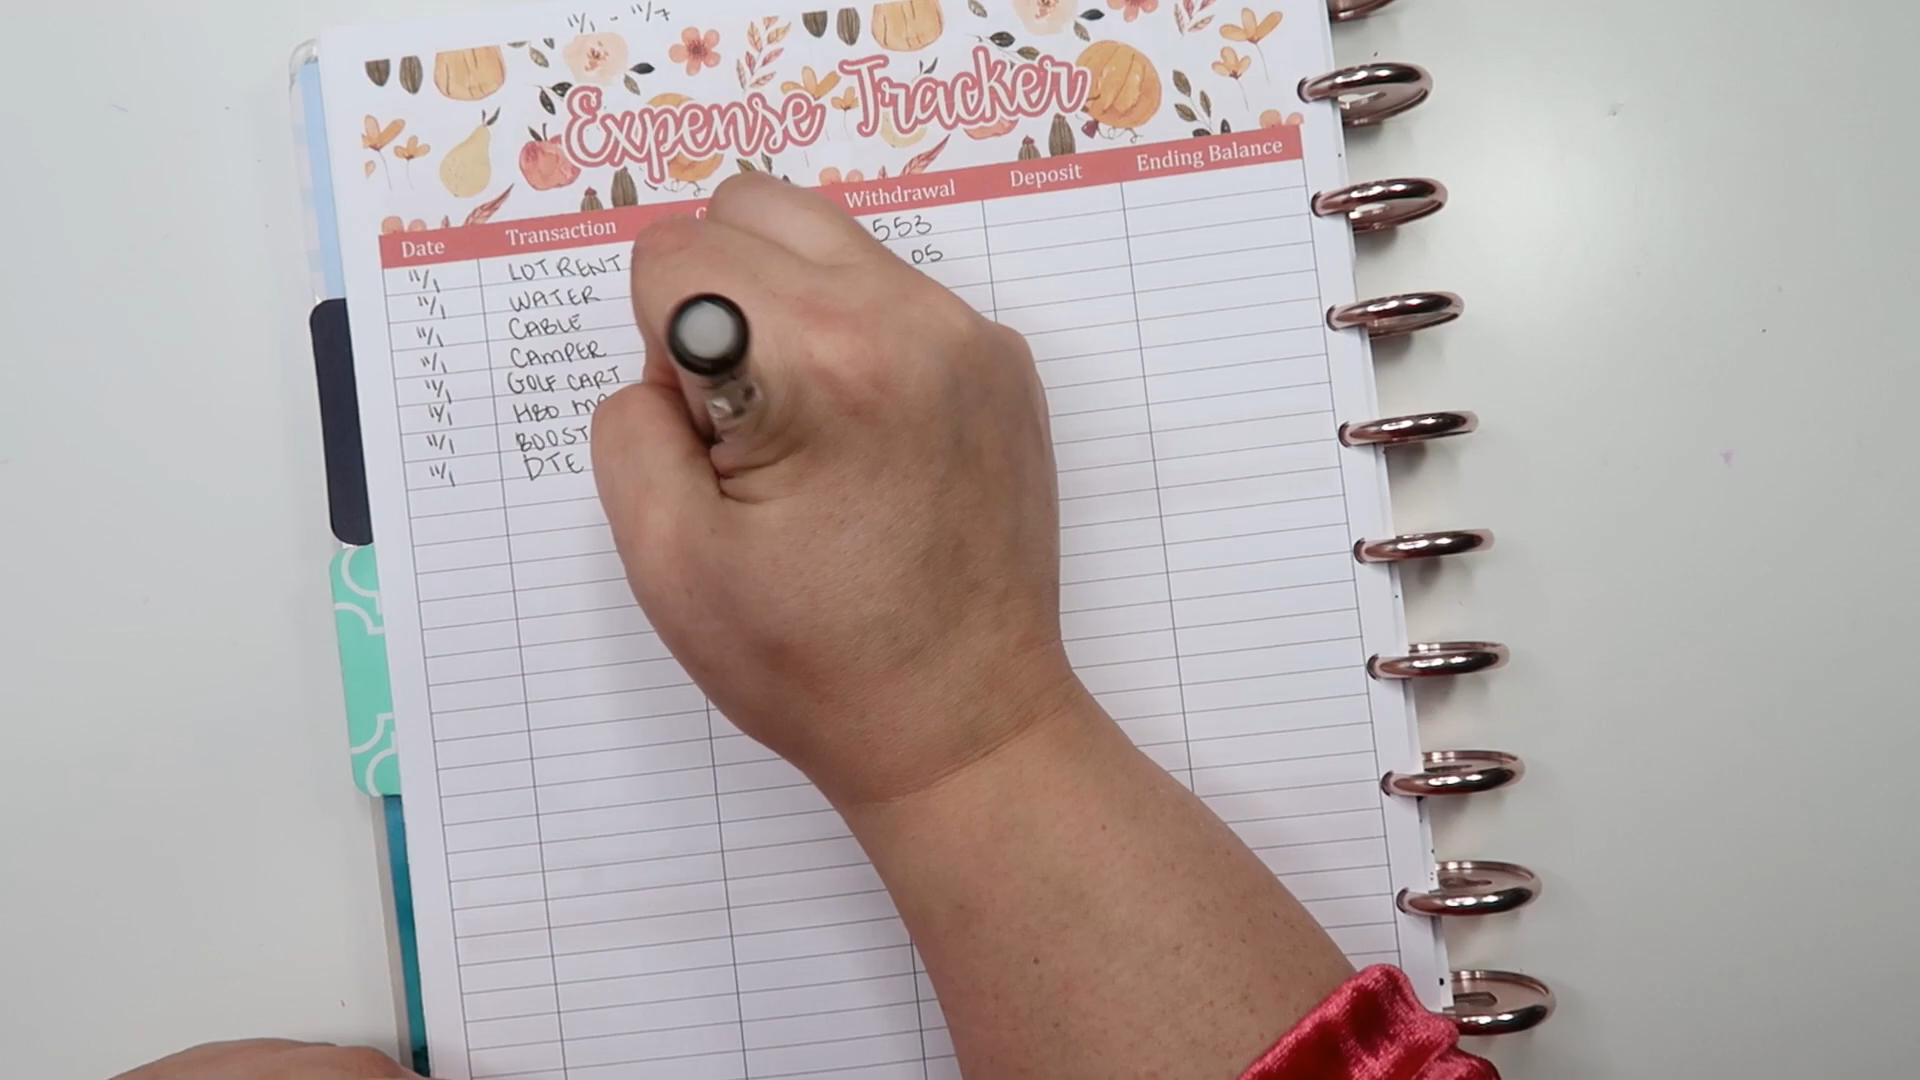 11/1 - 11/7
Expense Tracker
Date Transaction Withdrawal Deposit Ending Balance
11/1 LOT RENT 553
11/1 WATER 05
11/1 CABLE
11/1 CAMPER
11/1 GOLF CART
11/1 HBO
11/1 BOOST
11/1 DTE